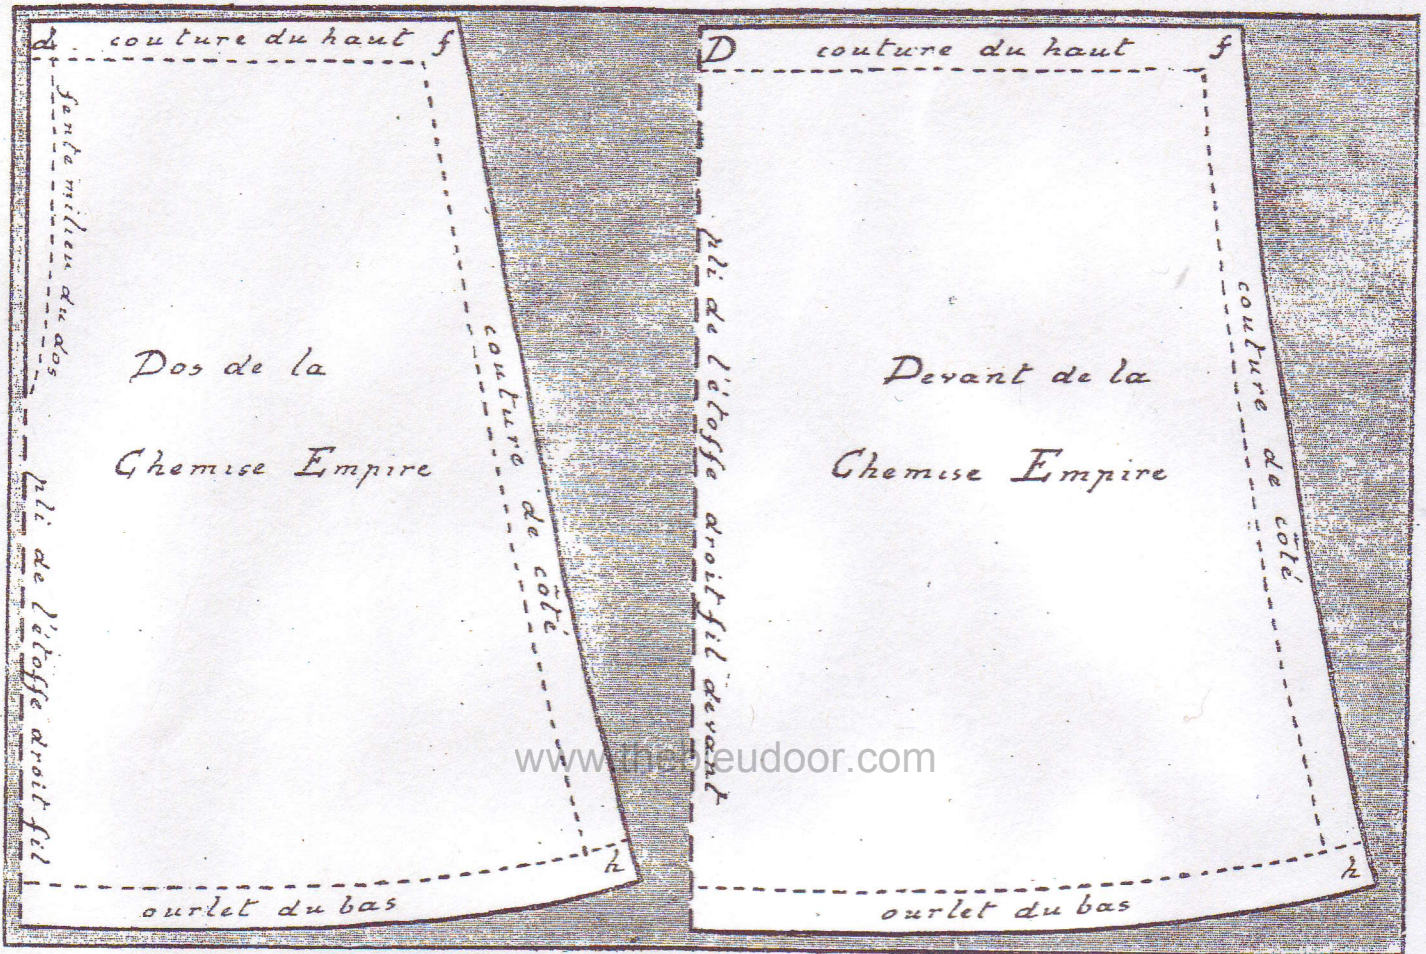 d. couture du haut f
fente milieu du dos
Dos de la
Chemise Empire
couture de côté
pli de l'étoffe droit fil
h
ourlet du bas
D couture du haut f
pli de l'étoffe droit fil devant
Devant de la
Chemise Empire
couture de côté
h
ourlet du bas
www.thebleudoor.com